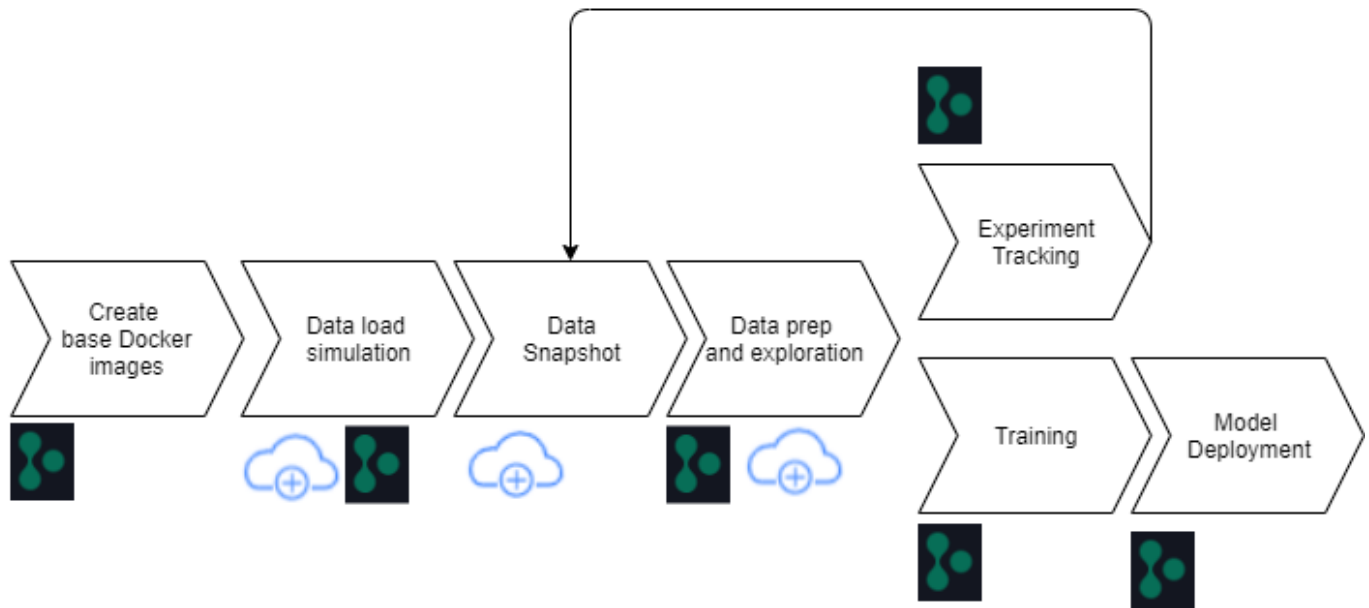 Create
base Docker
images
Data load
simulation
Data
Snapshot
Data prep
and exploration
Experiment
Tracking
Training
Model
Deployment